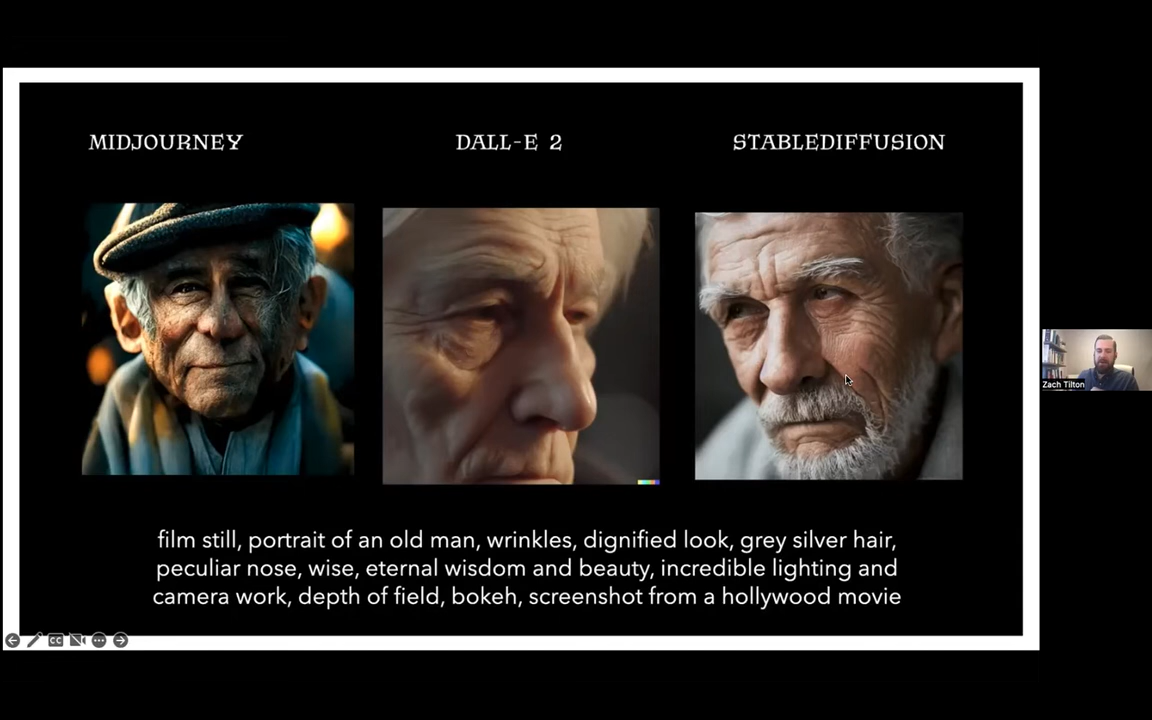 MIDJOURNEY
DALL-E 2
STABLEDIFFUSION
film still, portrait of an old man, wrinkles, dignified look, grey silver hair,
peculiar nose, wise, eternal wisdom and beauty, incredible lighting and
camera work, depth of field, bokeh, screenshot from a hollywood movie
Zach Tilton
CC